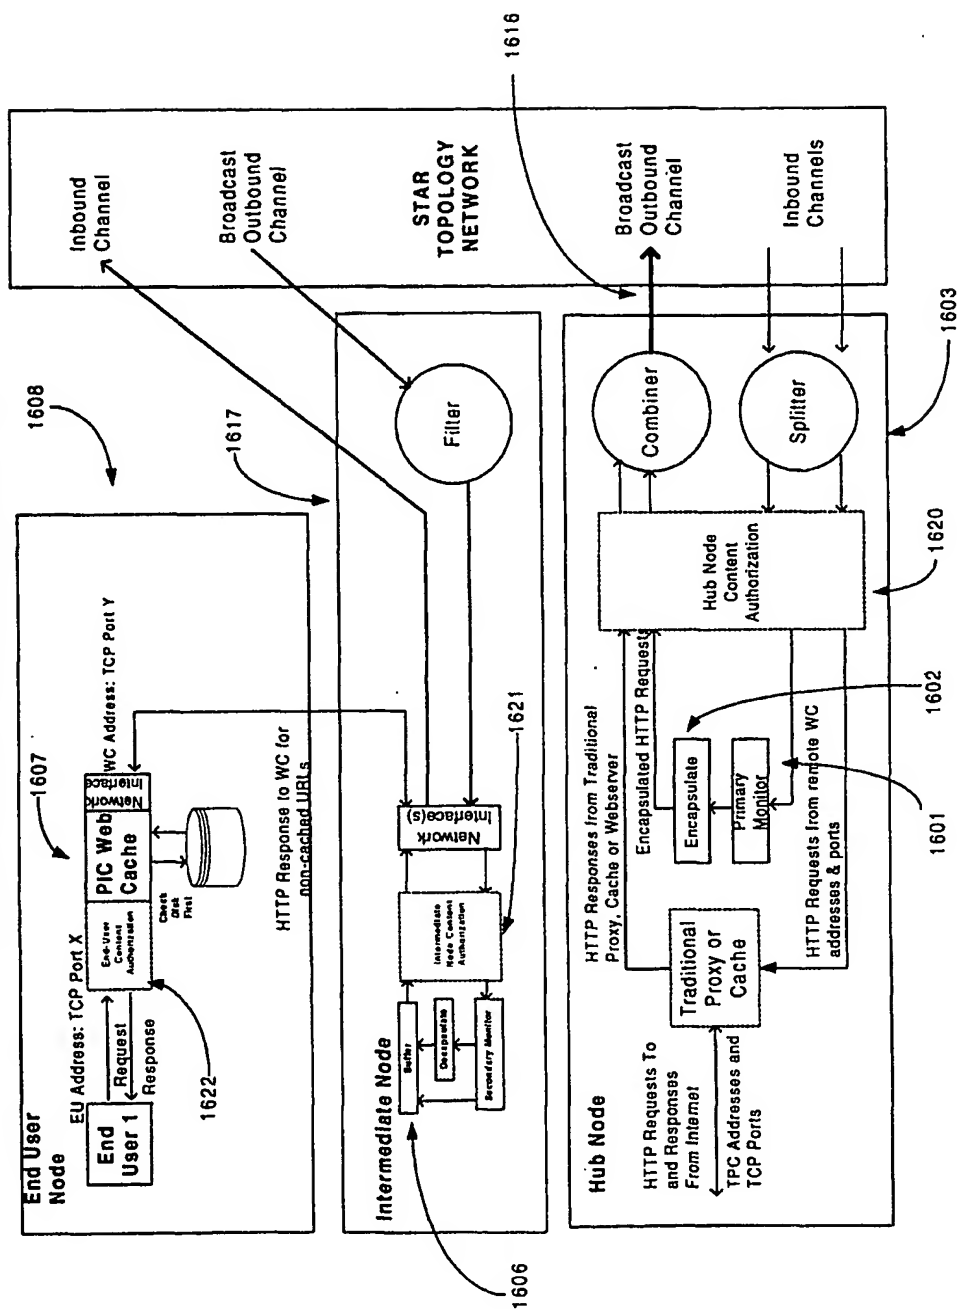 1608
End User
Node
EU Address: TCP Port X
End
User 1
Request
Response
1622
End-User
Content
Authorization
PIC Web
Cache
Network
Interface
WC Address: TCP Port Y
1607
Check
Disk
First
HTTP Response to WC for
non-cached URLs
1617
Intermediate Node
1606
Buffer
Decapsulate
Secondary Monitor
Intermediate
Node Content
Authorization
1621
Network
Interface(s)
Filter
Inbound
Channel
Broadcast
Outbound
Channel
STAR
TOPOLOGY
NETWORK
Broadcast
Outbound
Channel
Inbound
Channels
1616
Hub Node
HTTP Requests To
and Responses
From Internet
TPC Addresses and
TCP Ports
Traditional
Proxy or
Cache
HTTP Responses from Traditional
Proxy, Cache or Webserver
Encapsulated HTTP Requests
Encapsulate
Primary
Monitor
HTTP Requests from remote WC
addresses & ports
1602
1601
Hub Node
Content
Authorization
1620
Combiner
Splitter
1603